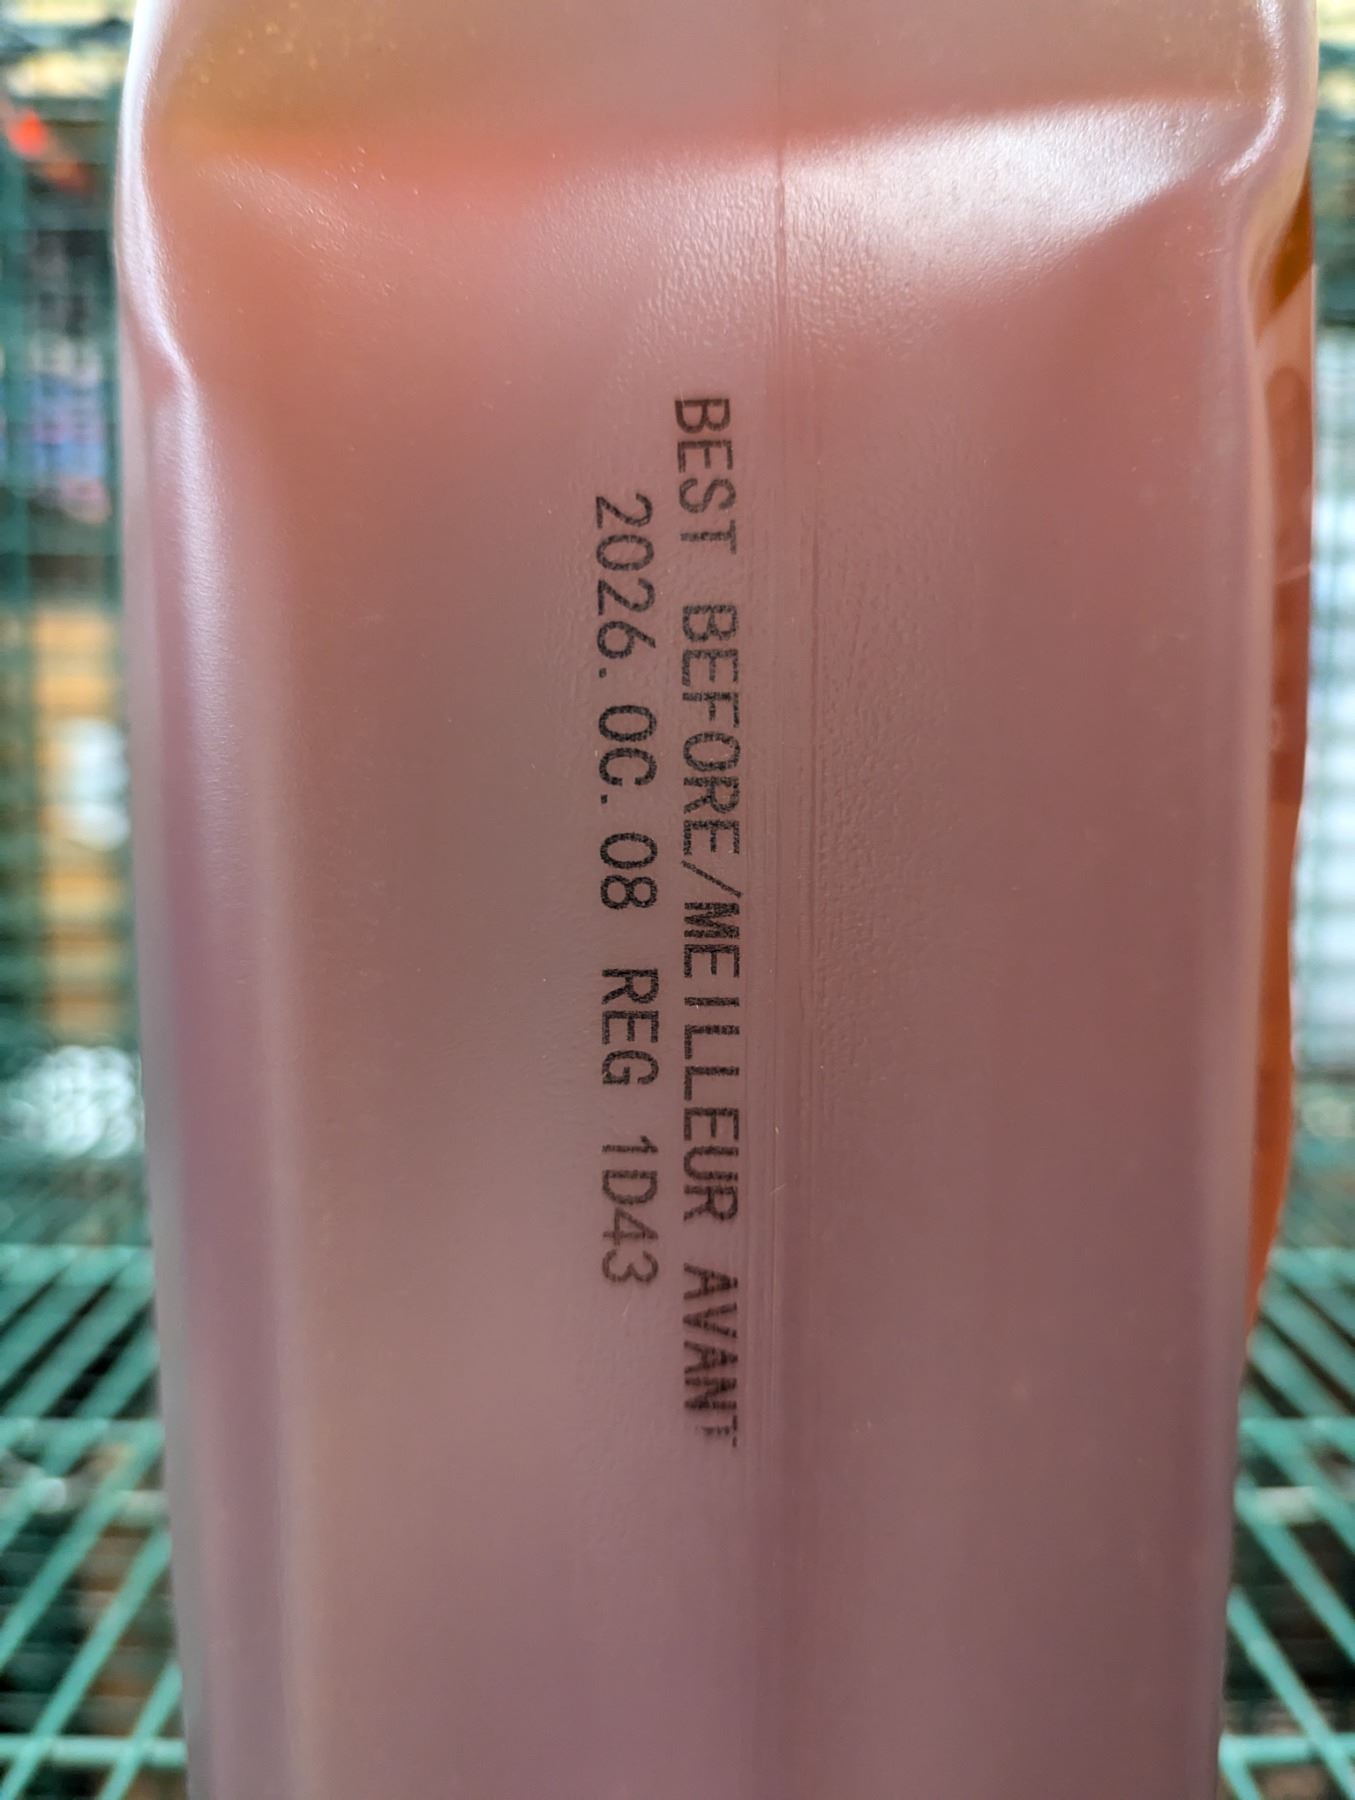 BEST BEFORE/MEILLEUR AVANT
2026.OC.08 REG 1D43